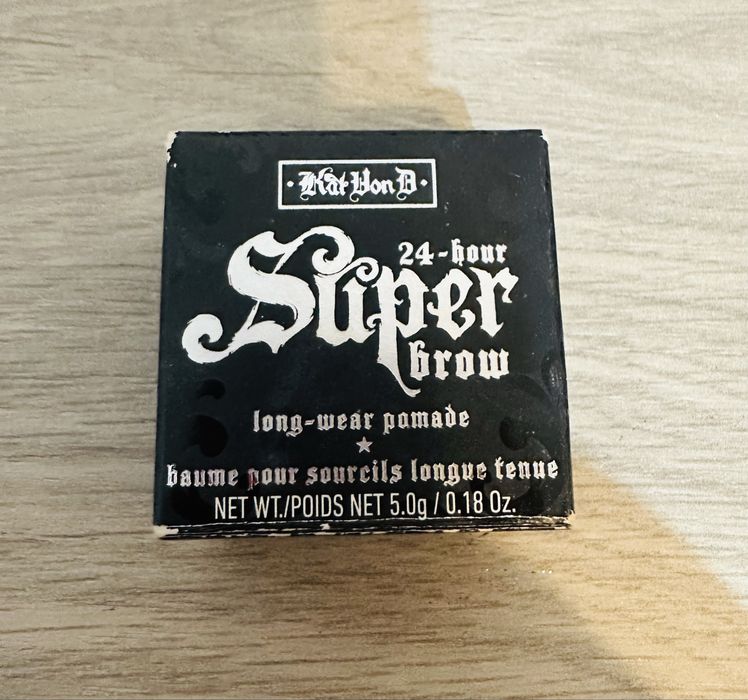 ·Kat Von D·
24-hour
Super
brow
long-wear pomade
★
baume pour sourcils longue tenue
NET WT./POIDS NET 5.0g / 0.18 Oz.